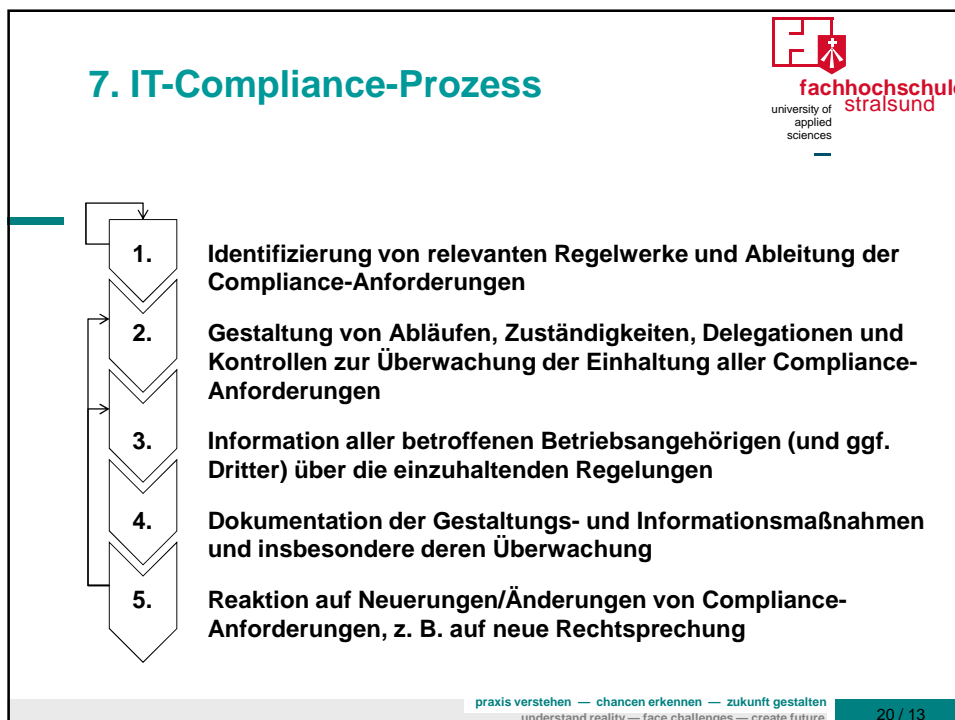 7. IT-Compliance-Prozess
fachhochschule
university of stralsund
applied
sciences
1. Identifizierung von relevanten Regelwerke und Ableitung der
Compliance-Anforderungen
2. Gestaltung von Abläufen, Zuständigkeiten, Delegationen und
Kontrollen zur Überwachung der Einhaltung aller Compliance-
Anforderungen
3. Information aller betroffenen Betriebsangehörigen (und ggf.
Dritter) über die einzuhaltenden Regelungen
4. Dokumentation der Gestaltungs- und Informationsmaßnahmen
und insbesondere deren Überwachung
5. Reaktion auf Neuerungen/Änderungen von Compliance-
Anforderungen, z. B. auf neue Rechtsprechung
praxis verstehen — chancen erkennen — zukunft gestalten
understand reality — face challenges — create future
20 / 13